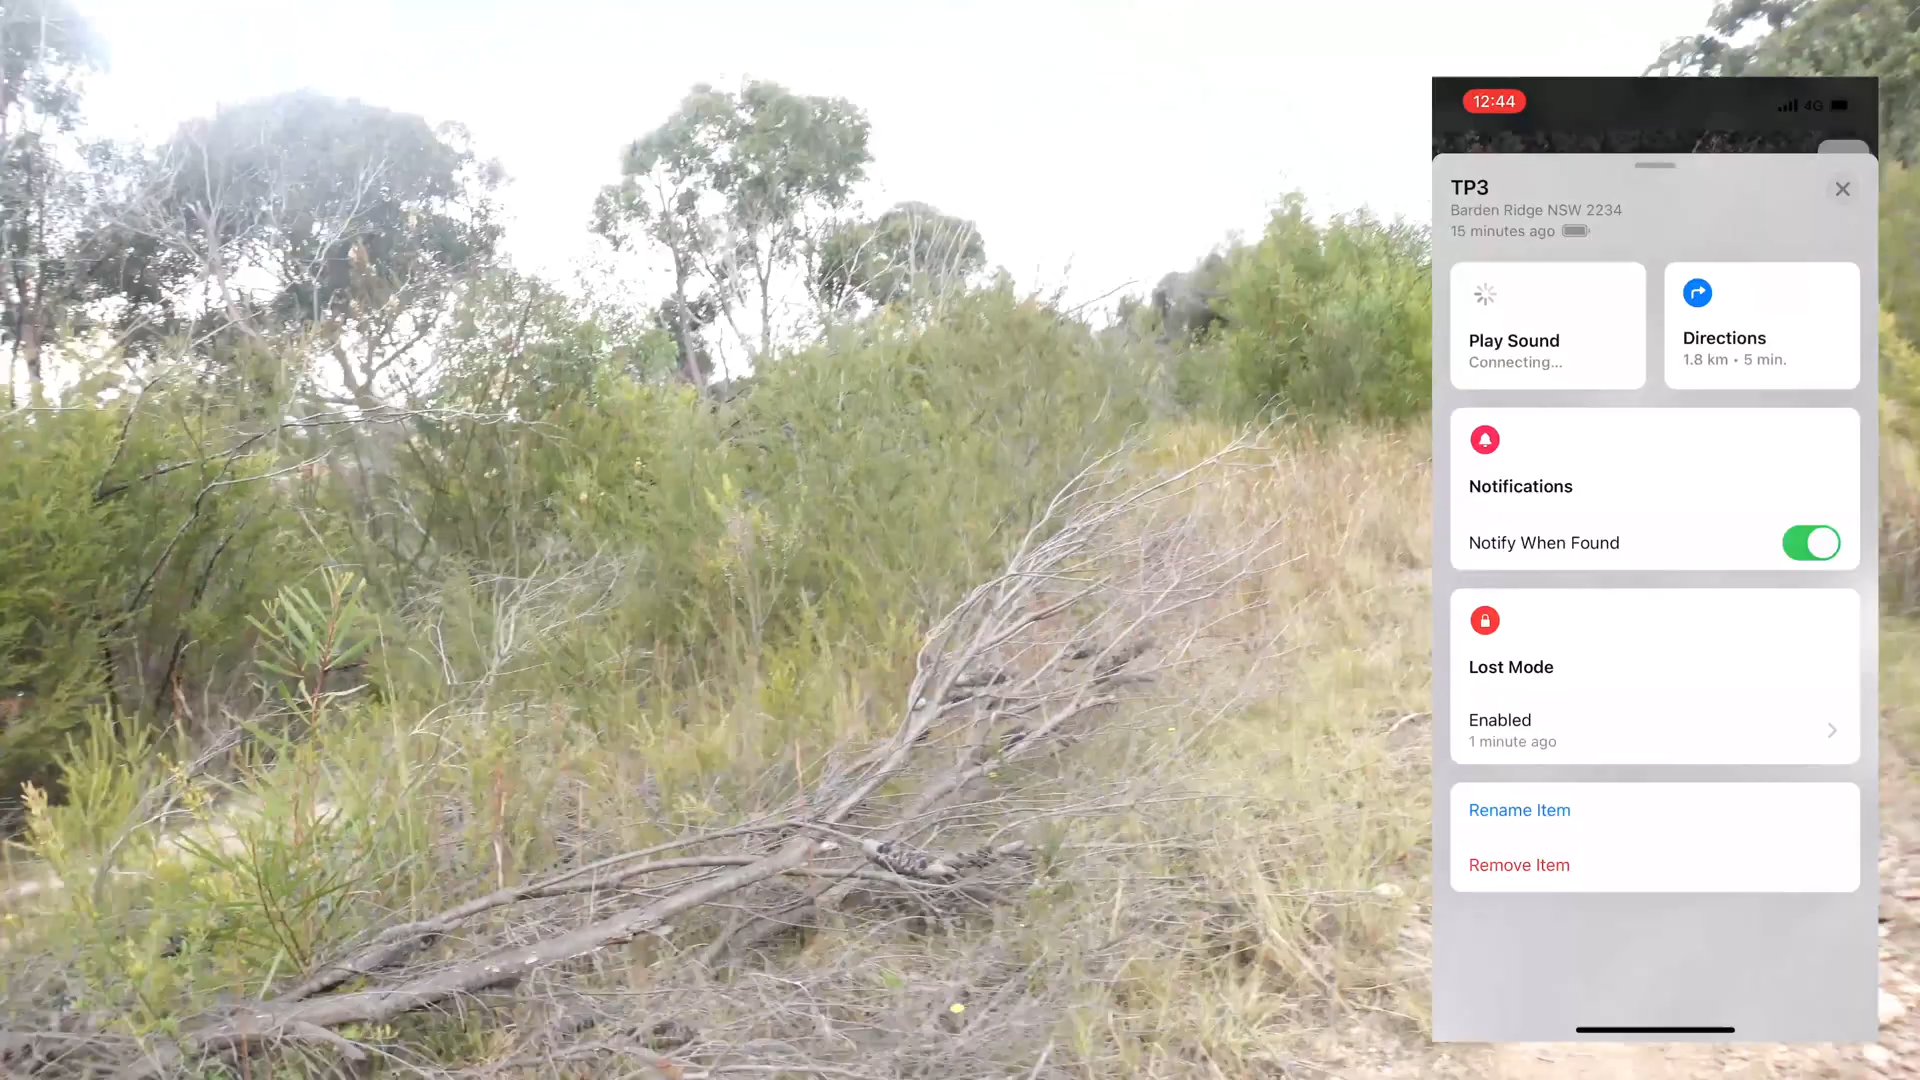 12:44
4G
TP3
Barden Ridge NSW 2234
15 minutes ago
Play Sound
Connecting...
Directions
1.8 km • 5 min.
Notifications
Notify When Found
Lost Mode
Enabled
1 minute ago
Rename Item
Remove Item